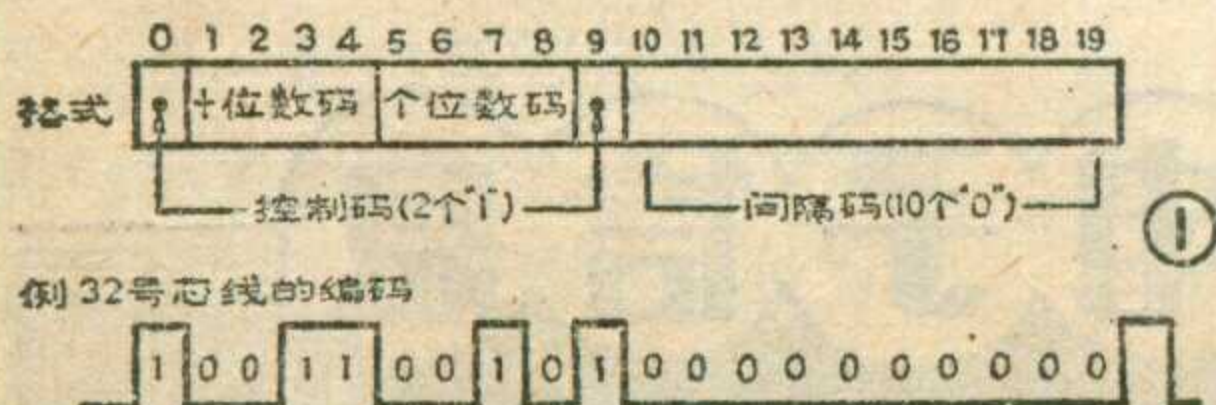 0 1 2 3 4 5 6 7 8 9 10 11 12 13 14 15 16 17 18 19
格式 十位数码 个位数码
控制码(2个"1") 间隔码(10个"0")
①
例 32号芯线的编码
1 0 0 1 1 0 0 1 0 1 0 0 0 0 0 0 0 0 0 0